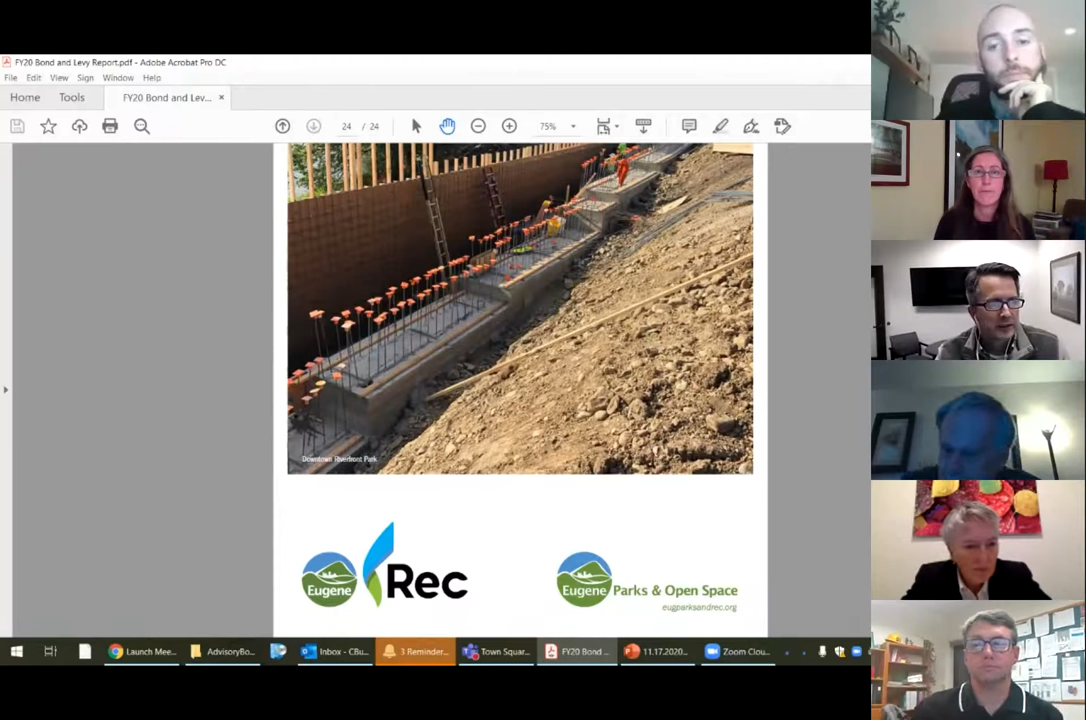 FY20 Bond and Levy Report.pdf - Adobe Acrobat Pro DC
File Edit View Sign Window Help
Home Tools FY20 Bond and Lev... ×
24 / 24 75%
Downtown Riverfront Park
Eugene Rec
Eugene Parks & Open Space
eugparksandrec.org
Launch Mee... AdvisoryBo... Inbox - CBu... 3 Reminder... Town Squar... FY20 Bond ... 11.17.2020... Zoom Clou...